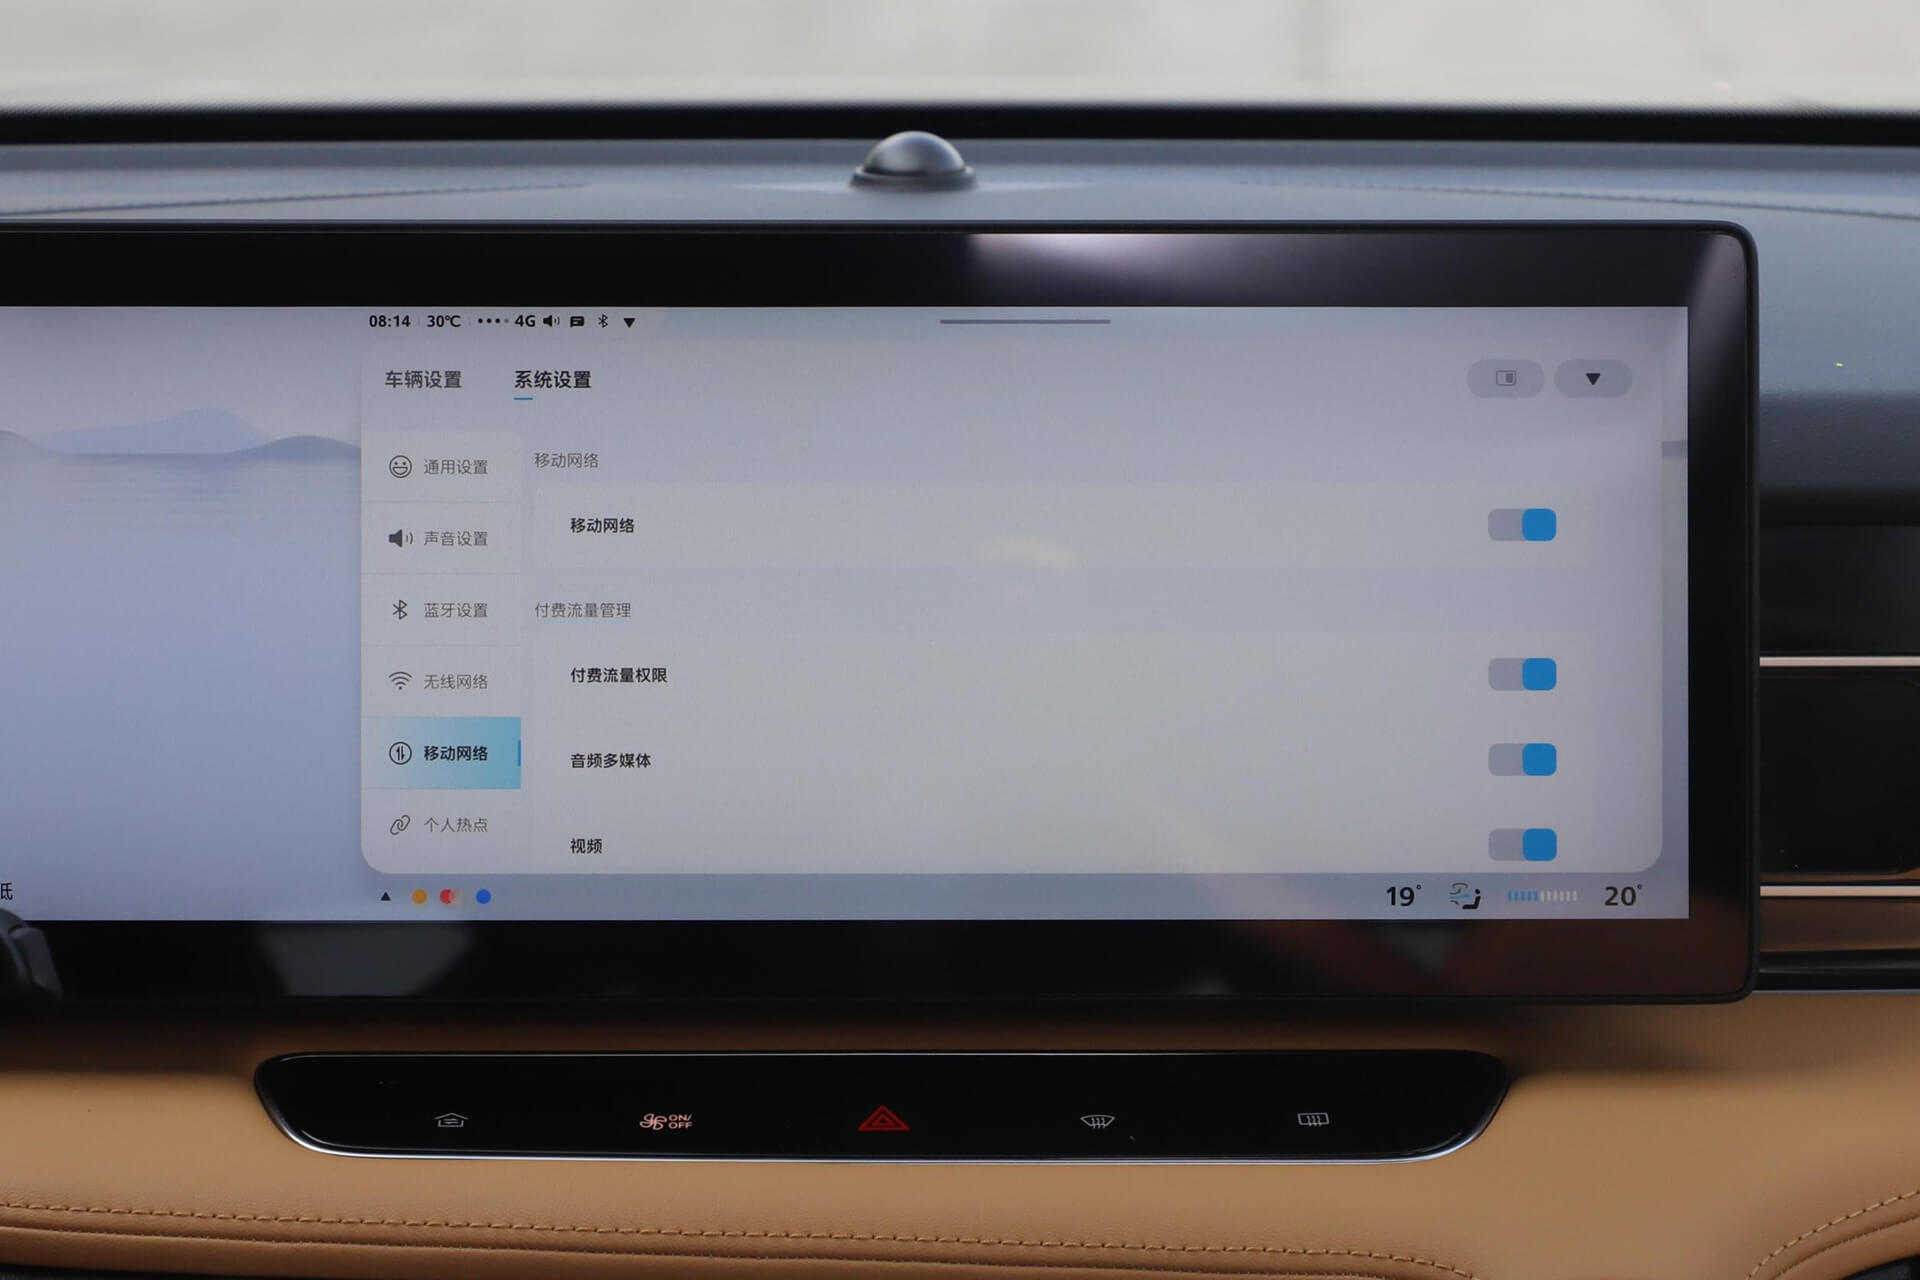 08:14 30℃ 4G
车辆设置 系统设置
通用设置
声音设置
蓝牙设置
无线网络
移动网络
个人热点
移动网络
移动网络
付费流量管理
付费流量权限
音频多媒体
视频
低
19° 20°
ON/
OFF